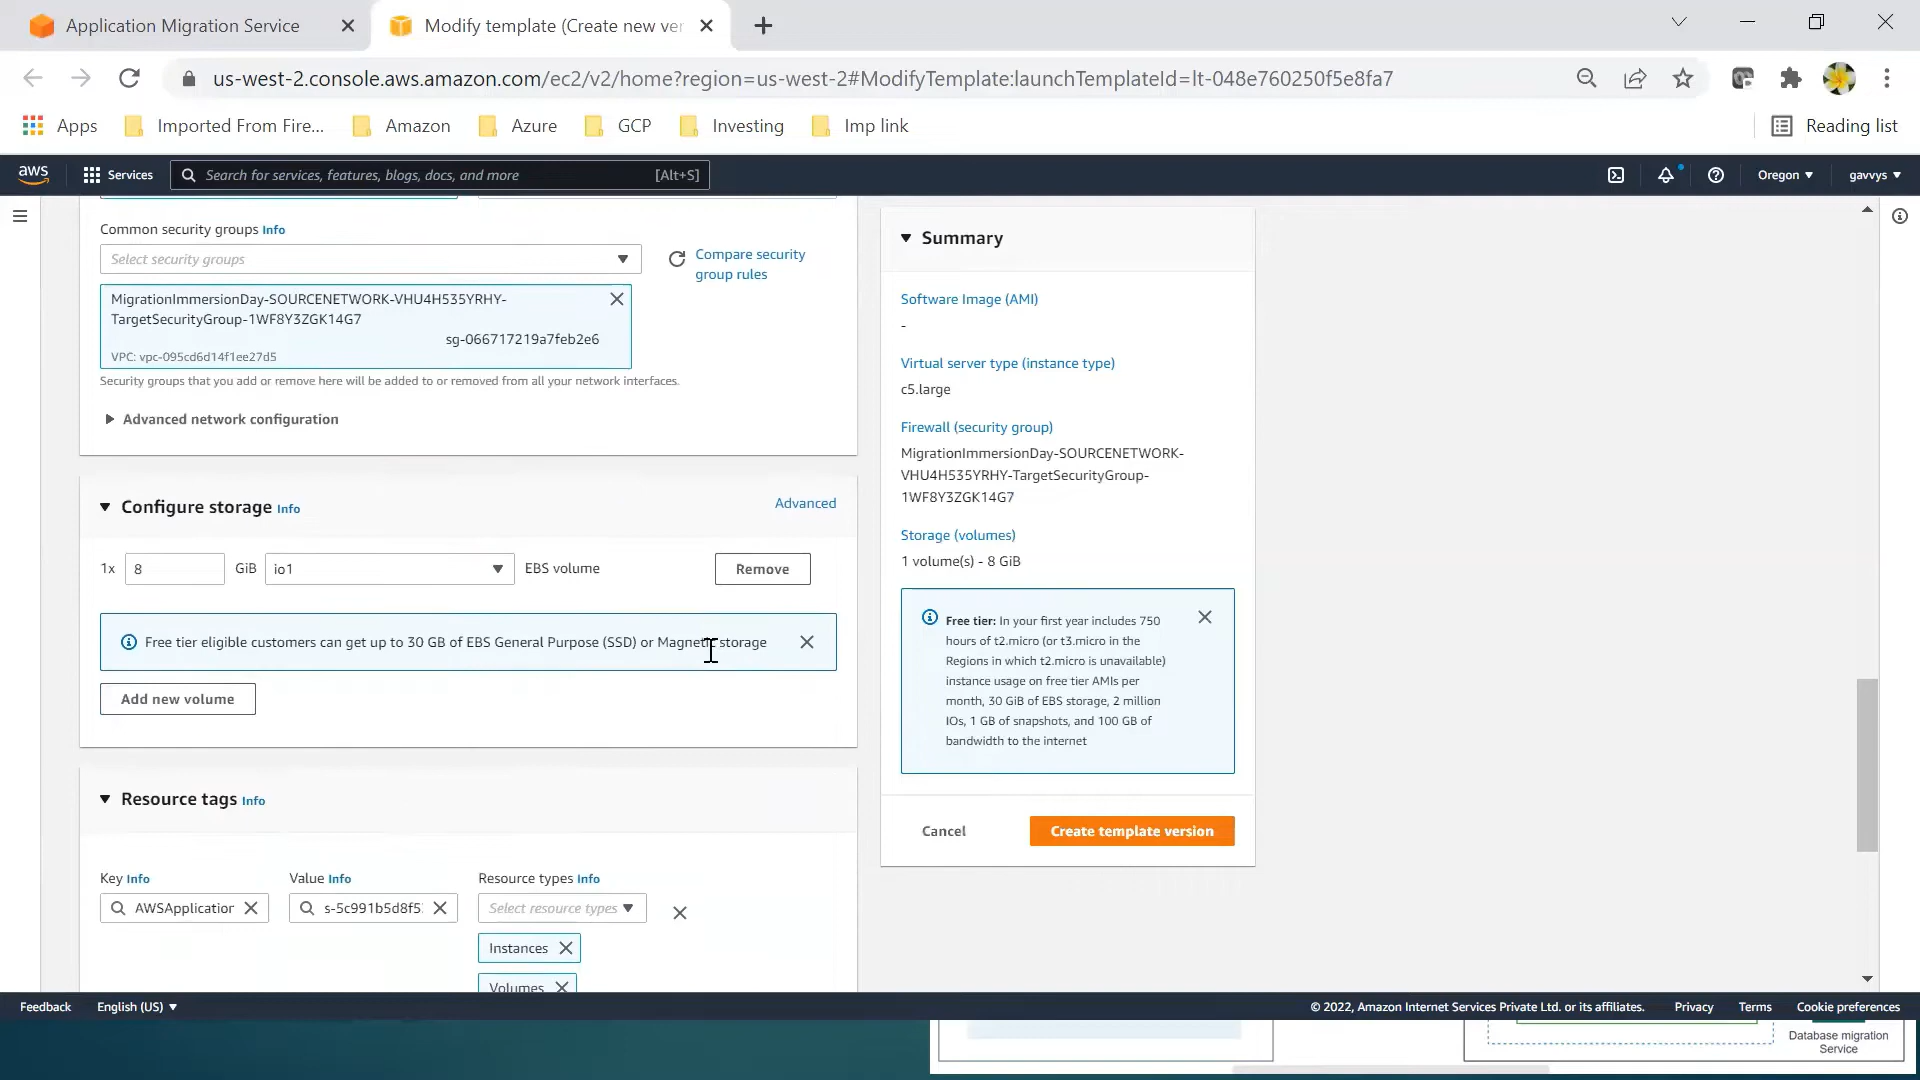 Application Migration Service
Modify template (Create new ver
us-west-2.console.aws.amazon.com/ec2/v2/home?region=us-west-2#ModifyTemplate:launchTemplateId=lt-048e760250f5e8fa7
Apps
Imported From Fire...
Amazon
Azure
GCP
Investing
Imp link
Reading list
aws
Services
Search for services, features, blogs, docs, and more
[Alt+S]
Oregon
gavvys
Common security groups Info
Select security groups
Compare security
group rules
MigrationImmersionDay-SOURCENETWORK-VHU4H535YRHY-
TargetSecurityGroup-1WF8Y3ZGK14G7
sg-066717219a7feb2e6
VPC: vpc-095cd6d14f1ee27d5
Security groups that you add or remove here will be added to or removed from all your network interfaces.
Advanced network configuration
Configure storage Info
Advanced
1x
8
GiB
io1
EBS volume
Remove
Free tier eligible customers can get up to 30 GB of EBS General Purpose (SSD) or Magnetic storage
Add new volume
Resource tags Info
Key Info
Value Info
Resource types Info
AWSApplication
s-5c991b5d8f5
Select resource types
Instances
Volumes
Summary
Software Image (AMI)
-
Virtual server type (instance type)
c5.large
Firewall (security group)
MigrationImmersionDay-SOURCENETWORK-
VHU4H535YRHY-TargetSecurityGroup-
1WF8Y3ZGK14G7
Storage (volumes)
1 volume(s) - 8 GiB
Free tier: In your first year includes 750
hours of t2.micro (or t3.micro in the
Regions in which t2.micro is unavailable)
instance usage on free tier AMIs per
month, 30 GiB of EBS storage, 2 million
IOs, 1 GB of snapshots, and 100 GB of
bandwidth to the internet
Cancel
Create template version
Feedback
English (US)
© 2022, Amazon Internet Services Private Ltd. or its affiliates.
Privacy
Terms
Cookie preferences
Database migration
Service